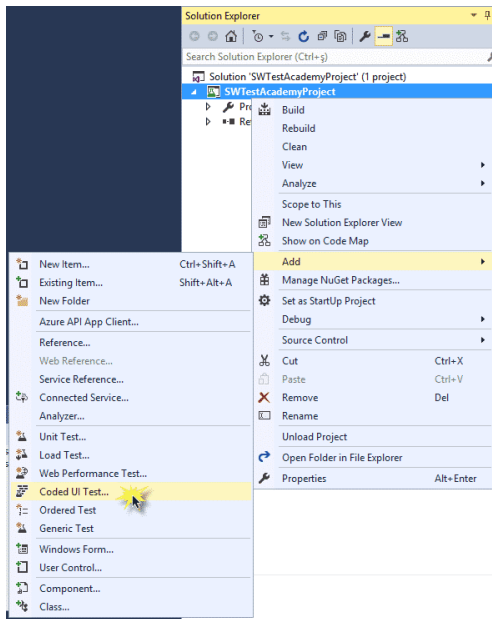 Solution Explorer
Search Solution Explorer (Ctrl+ş)
Solution 'SWTestAcademyProject' (1 project)
SWTestAcademyProject
Pro
Re
Build
Rebuild
Clean
View
Analyze
Scope to This
New Solution Explorer View
Show on Code Map
Add
Manage NuGet Packages...
Set as StartUp Project
Debug
Source Control
Cut Ctrl+X
Paste Ctrl+V
Remove Del
Rename
Unload Project
Open Folder in File Explorer
Properties Alt+Enter
New Item... Ctrl+Shift+A
Existing Item... Shift+Alt+A
New Folder
Azure API App Client...
Reference...
Web Reference...
Service Reference...
Connected Service...
Analyzer...
Unit Test...
Load Test...
Web Performance Test...
Coded UI Test...
Ordered Test
Generic Test
Windows Form...
User Control...
Component...
Class...